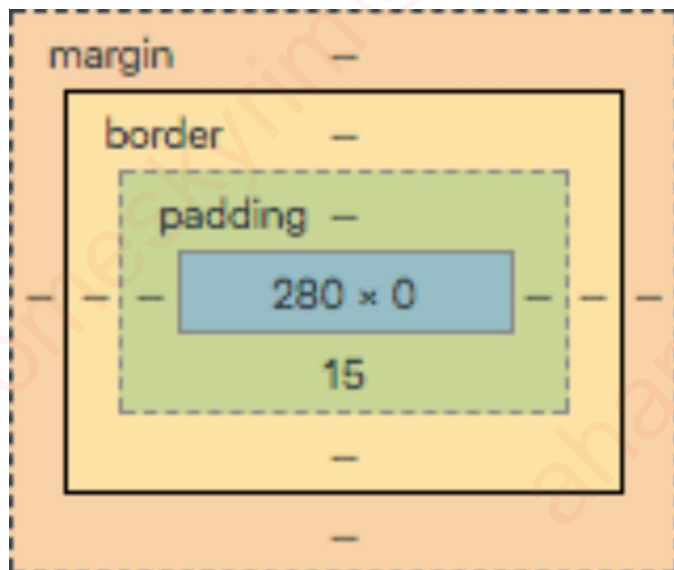 margin –
border –
padding –
– – – 280 × 0 – – –
15
–
–